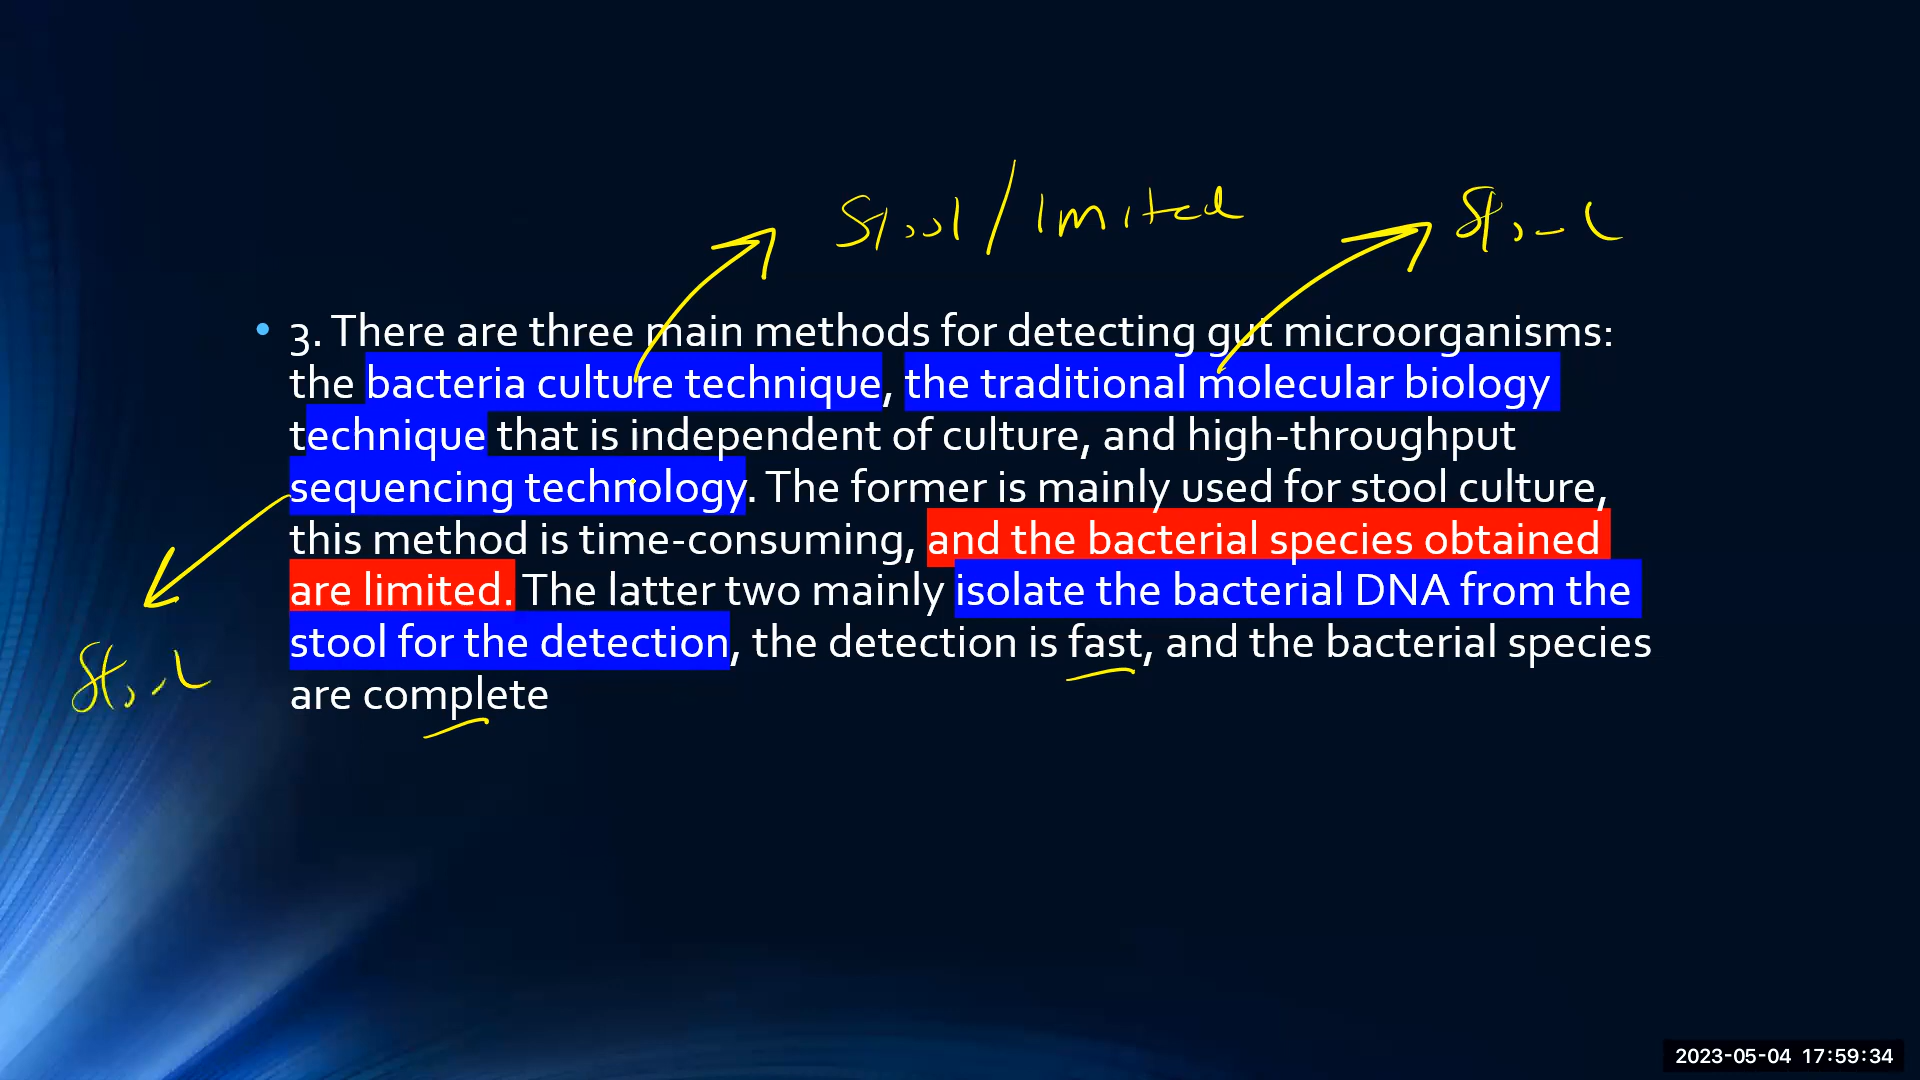 Stool/limited
Stool
• 3. There are three main methods for detecting gut microorganisms:
the bacteria culture technique, the traditional molecular biology
technique that is independent of culture, and high-throughput
sequencing technology. The former is mainly used for stool culture,
this method is time-consuming, and the bacterial species obtained
are limited. The latter two mainly isolate the bacterial DNA from the
stool for the detection, the detection is fast, and the bacterial species
are complete
Stool
2023-05-04 17:59:34